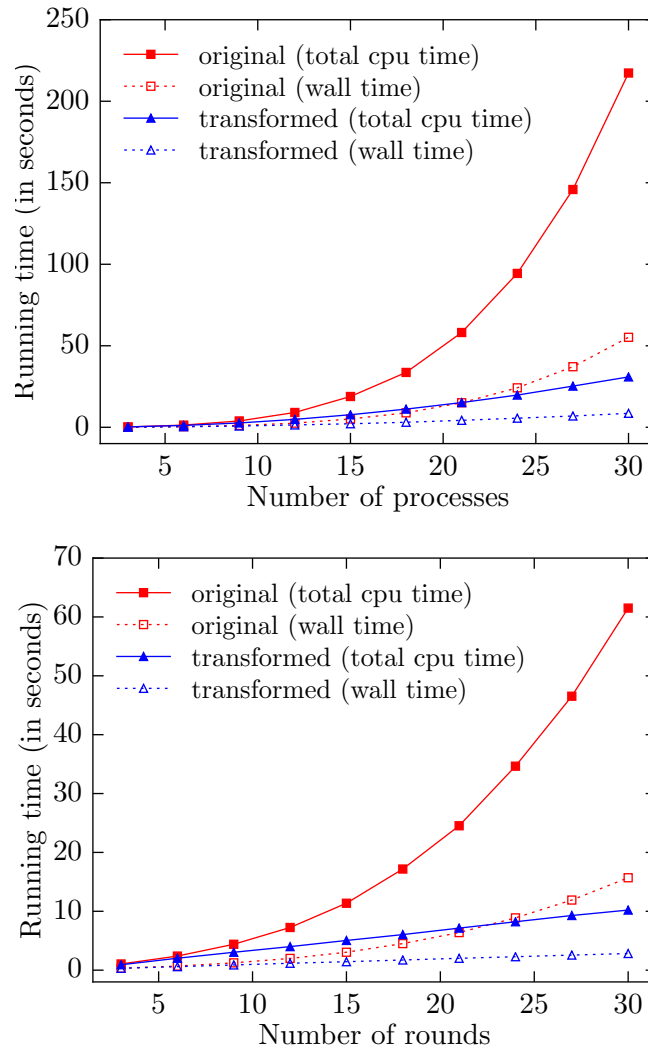 250
200
150
100
50
0
Running time (in seconds)
original (total cpu time)
original (wall time)
transformed (total cpu time)
transformed (wall time)
5 10 15 20 25 30
Number of processes
70
60
50
40
30
20
10
0
Running time (in seconds)
original (total cpu time)
original (wall time)
transformed (total cpu time)
transformed (wall time)
5 10 15 20 25 30
Number of rounds